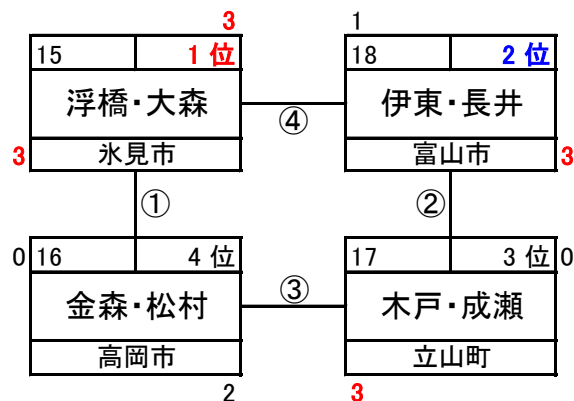 3 1
15 1 位 18 2 位
浮橋・大森 ④ 伊東・長井
3 氷見市 富山市 3
① ②
0 16 4 位 17 3 位 0
金森・松村 ③ 木戸・成瀬
高岡市 立山町
2 3